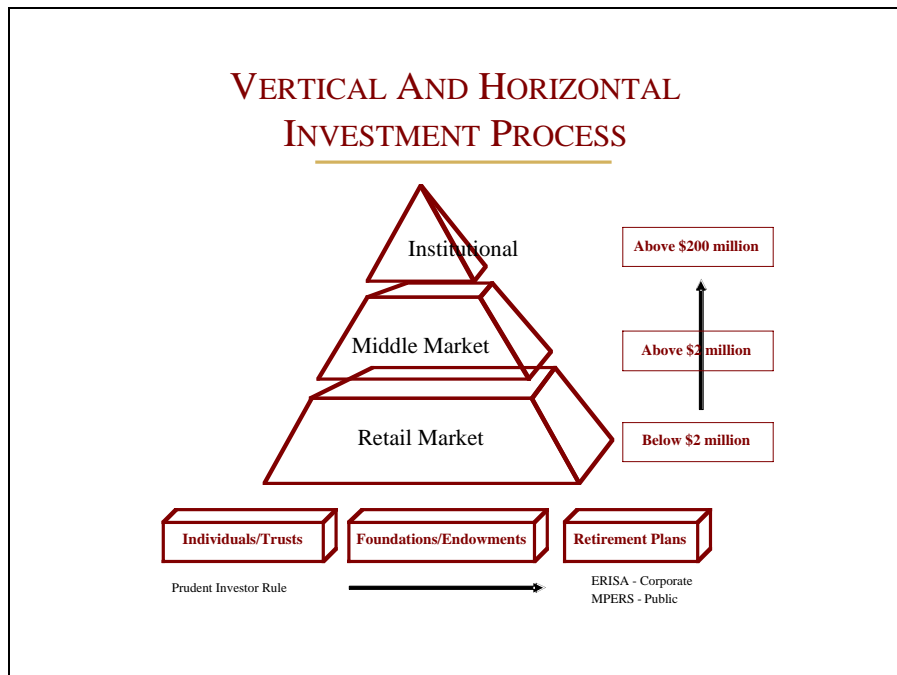 VERTICAL AND HORIZONTAL
INVESTMENT PROCESS
Institutional
Above $200 million
Middle Market
Above $2 million
Retail Market
Below $2 million
Individuals/Trusts
Foundations/Endowments
Retirement Plans
Prudent Investor Rule
ERISA - Corporate
MPERS - Public